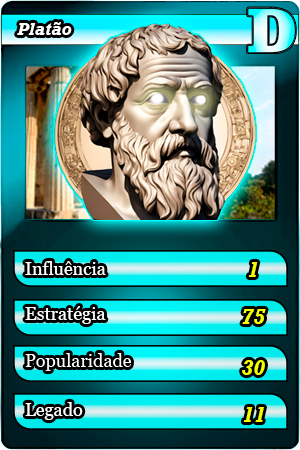 Platão
D
Influência 1
Estratégia 75
Popularidade 30
Legado 11